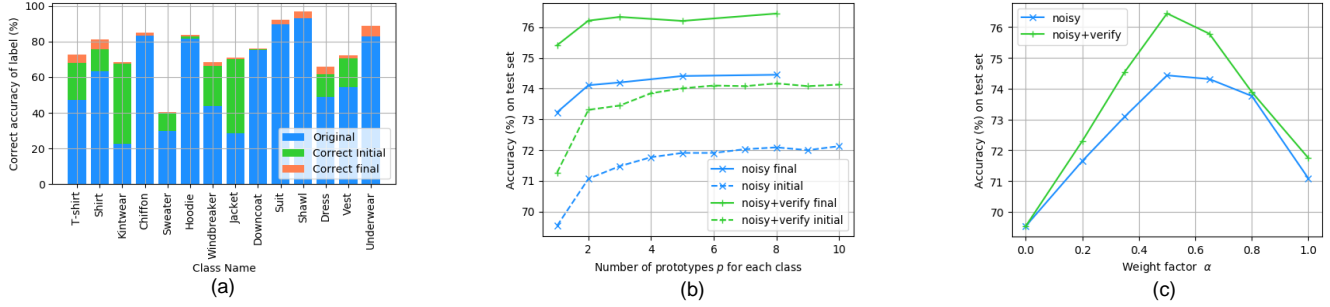 Correct accuracy of label (%)
100
80
60
40
20
0
Original
Correct Initial
Correct final
T-shirt
Shirt
Kintwear
Chiffon
Sweater
Hoodie
Windbreaker
Jacket
Downcoat
Suit
Shawl
Dress
Vest
Underwear
Class Name
(a)
Accuracy (%) on test set
76
75
74
73
72
71
70
noisy final
noisy initial
noisy+verify final
noisy+verify initial
2 4 6 8 10
Number of prototypes p for each class
(b)
Accuracy (%) on test set
76
75
74
73
72
71
70
noisy
noisy+verify
0.0 0.2 0.4 0.6 0.8 1.0
Weight factor α
(c)